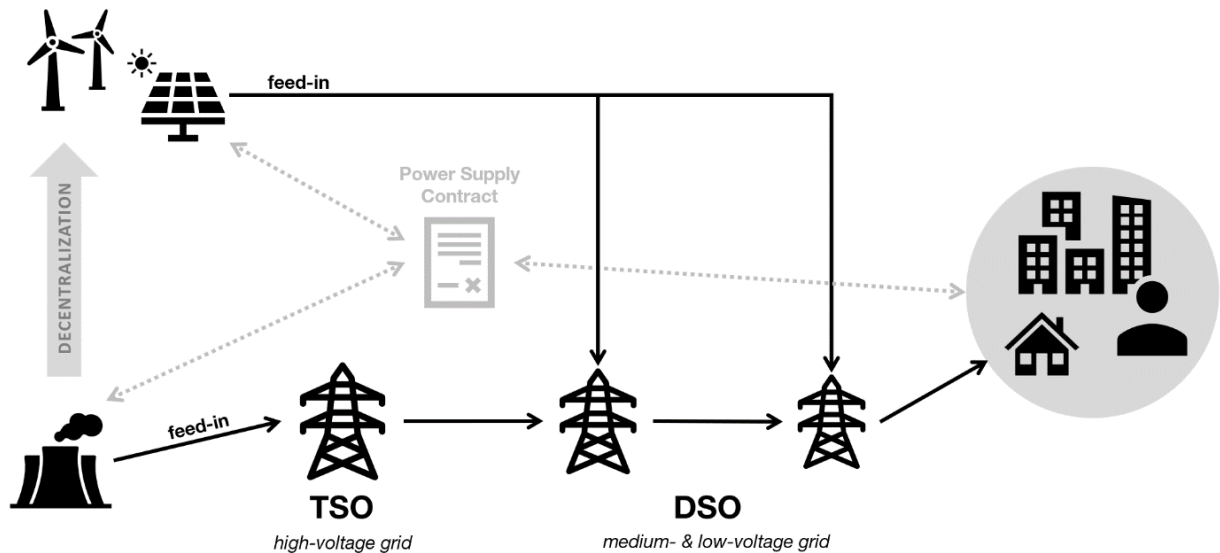 feed-in
Power Supply
Contract
DECENTRALIZATION
feed-in
TSO
high-voltage grid
DSO
medium- & low-voltage grid